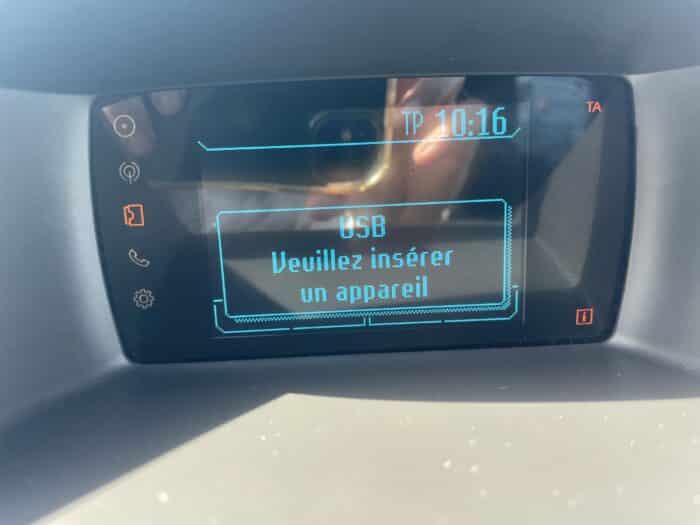 TA
TP 10:16
USB
Veuillez insérer
un appareil
i